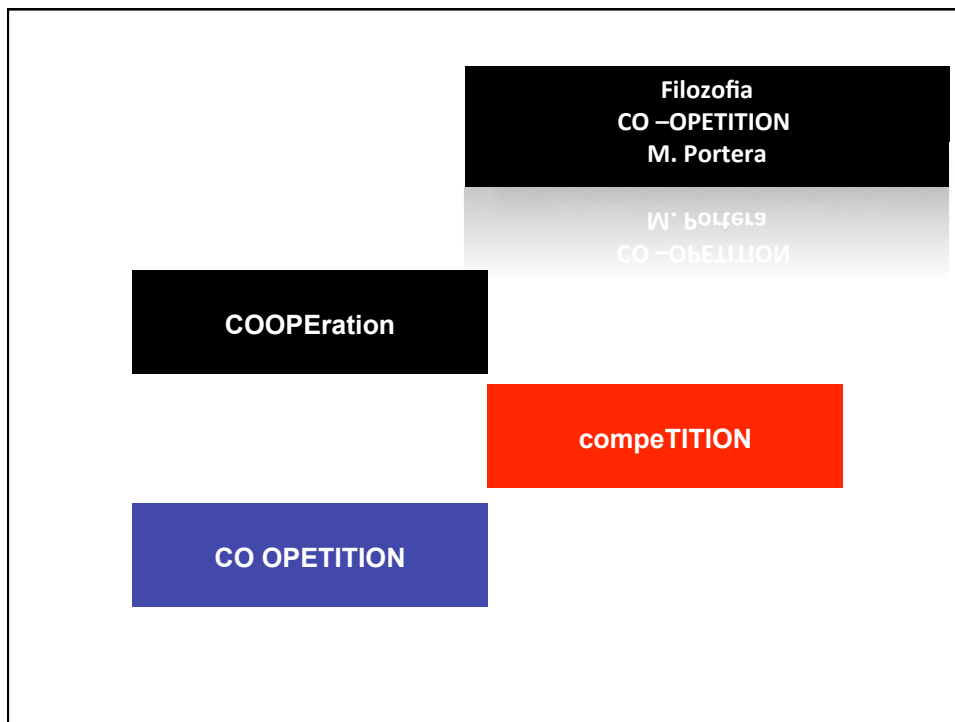 Filozofia
CO –OPETITION
M. Portera
COOPEration
compeTITION
CO OPETITION